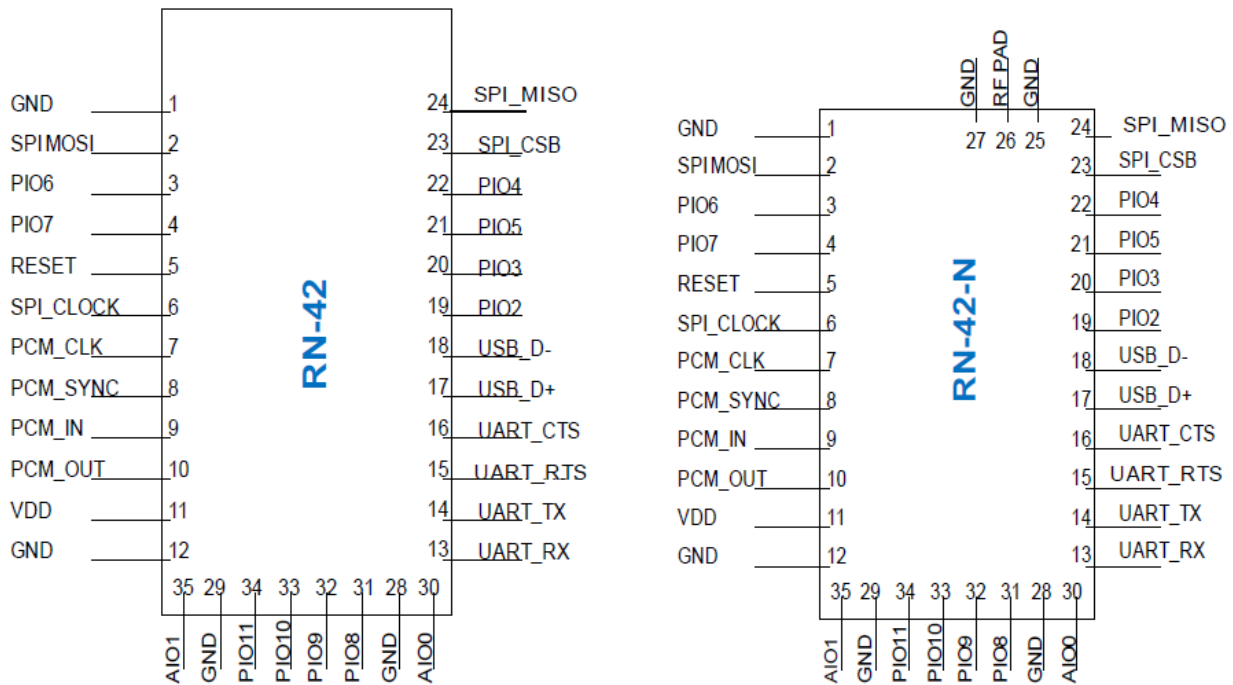 GND 1 24 SPI_MISO
SPIMOSI 2 23 SPI_CSB
PIO6 3 22 PIO4
PIO7 4 21 PIO5
RESET 5 20 PIO3
SPI_CLOCK 6 19 PIO2
PCM_CLK 7 18 USB_D-
PCM_SYNC 8 17 USB_D+
PCM_IN 9 16 UART_CTS
PCM_OUT 10 15 UART_RTS
VDD 11 14 UART_TX
GND 12 13 UART_RX
RN-42
35 29 34 33 32 31 28 30
AIO1 GND PIO11 PIO10 PIO9 PIO8 GND AIO0
GND RF PAD GND
27 26 25
GND 1 24 SPI_MISO
SPIMOSI 2 23 SPI_CSB
PIO6 3 22 PIO4
PIO7 4 21 PIO5
RESET 5 20 PIO3
SPI_CLOCK 6 19 PIO2
PCM_CLK 7 18 USB_D-
PCM_SYNC 8 17 USB_D+
PCM_IN 9 16 UART_CTS
PCM_OUT 10 15 UART_RTS
VDD 11 14 UART_TX
GND 12 13 UART_RX
RN-42-N
35 29 34 33 32 31 28 30
AIO1 GND PIO11 PIO10 PIO9 PIO8 GND AIO0